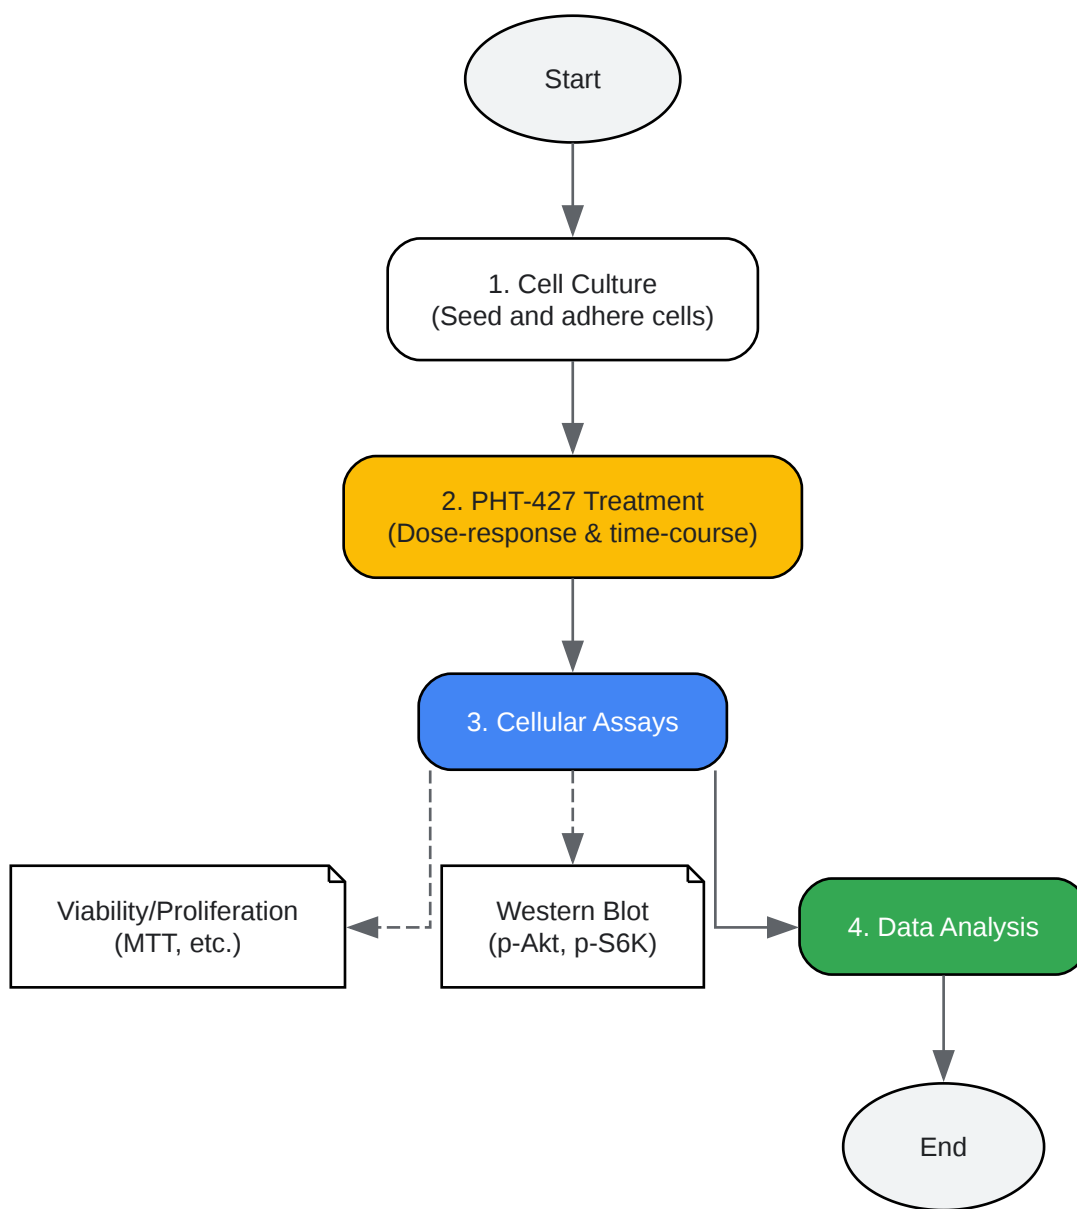 Start
1. Cell Culture
(Seed and adhere cells)
2. PHT-427 Treatment
(Dose-response & time-course)
3. Cellular Assays
Viability/Proliferation
(MTT, etc.)
Western Blot
(p-Akt, p-S6K)
4. Data Analysis
End